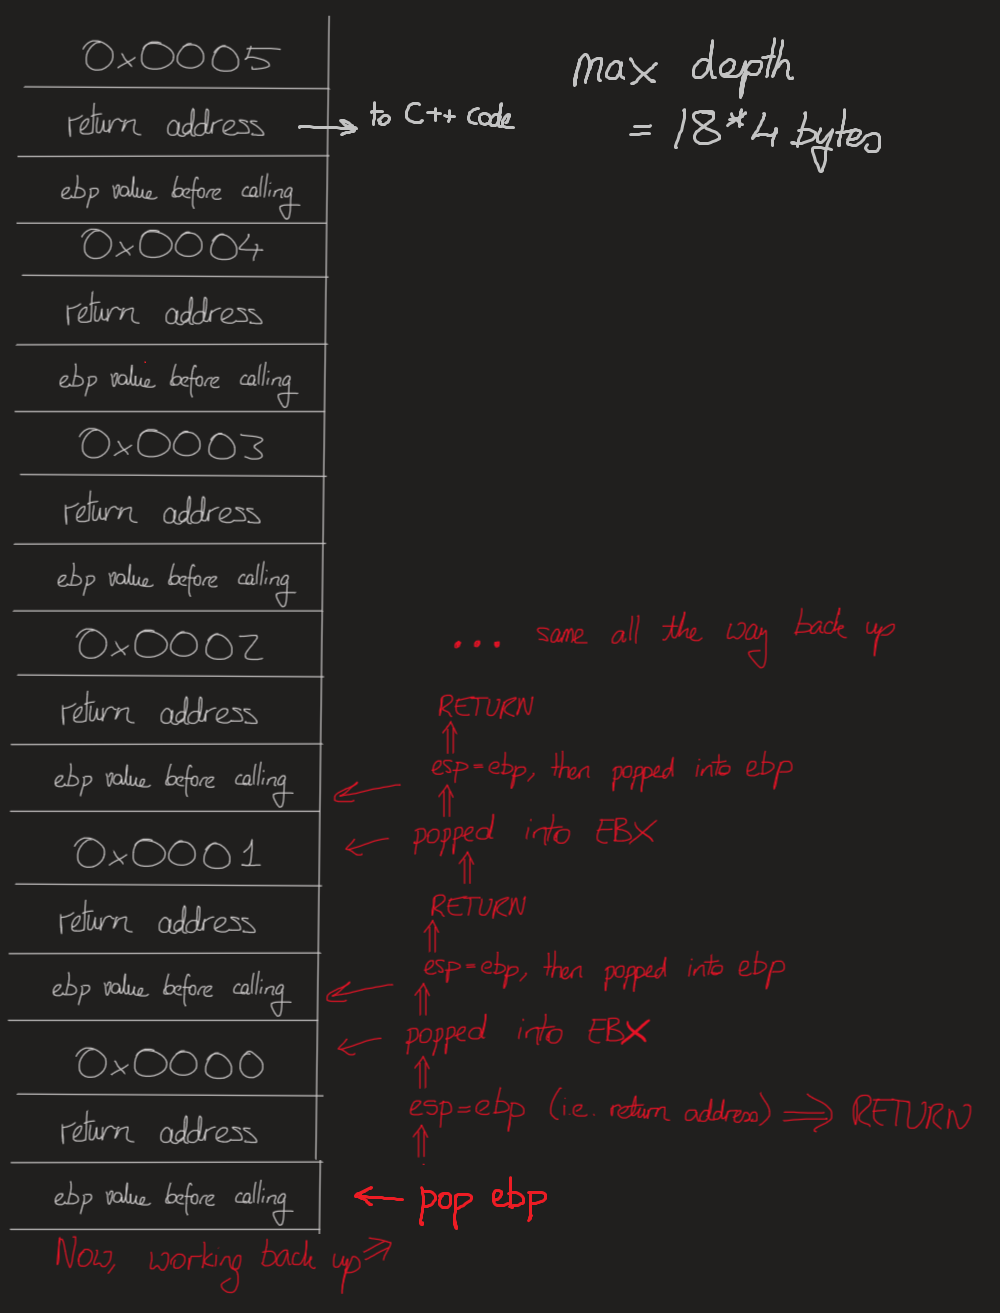 0x0005
return address
to C++ code
max depth
= 18*4 bytes
ebp value before calling
0x0004
return address
ebp value before calling
0x0003
return address
ebp value before calling
0x0002
... same all the way back up
return address
RETURN
ebp value before calling
esp=ebp, then popped into ebp
0x0001
popped into EBX
return address
RETURN
ebp value before calling
esp=ebp, then popped into ebp
0x0000
popped into EBX
return address
esp=ebp (i.e. return address) ⇒ RETURN
ebp value before calling
pop ebp
Now, working back up